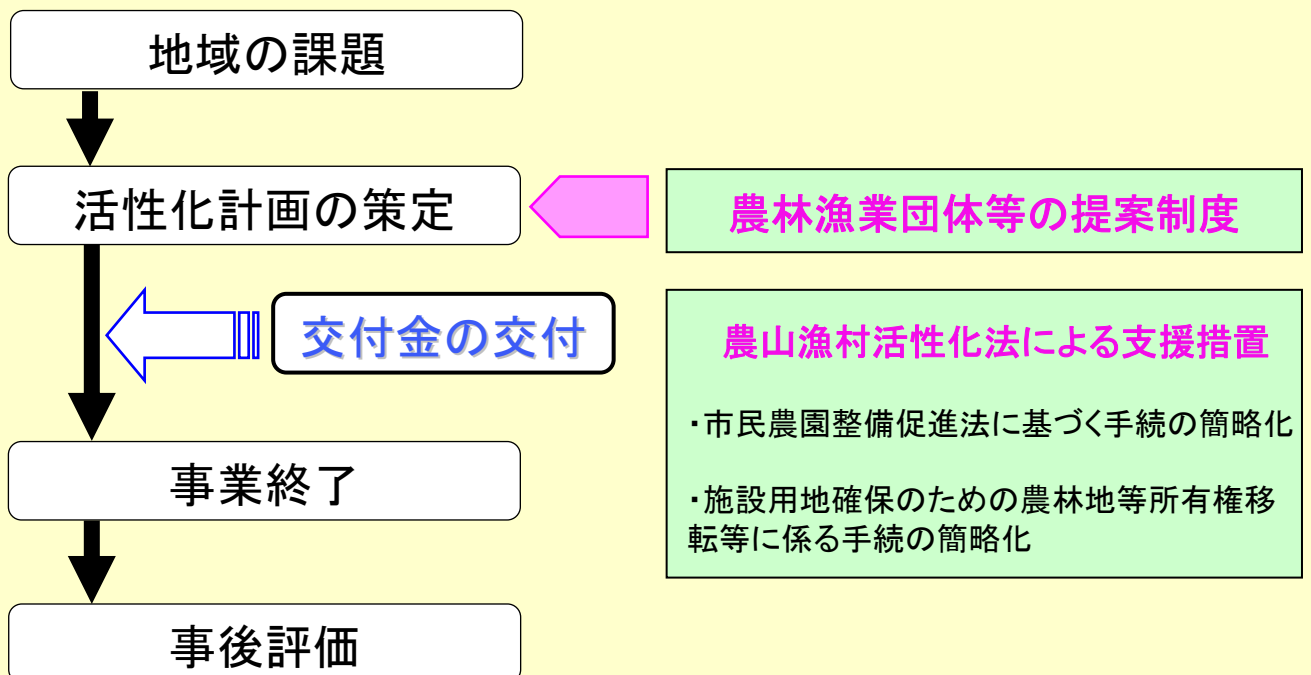 地域の課題
活性化計画の策定
農林漁業団体等の提案制度
交付金の交付
農山漁村活性化法による支援措置
・市民農園整備促進法に基づく手続の簡略化
・施設用地確保のための農林地等所有権移
転等に係る手続の簡略化
事業終了
事後評価